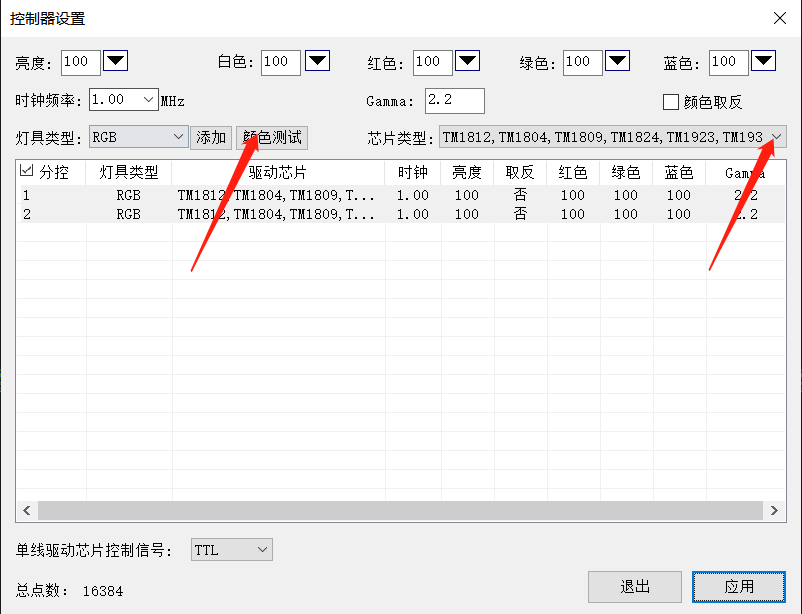 控制器设置
亮度: 100 白色: 100 红色: 100 绿色: 100 蓝色: 100
时钟频率: 1.00 MHz Gamma: 2.2 颜色取反
灯具类型: RGB 添加 颜色测试 芯片类型: TM1812,TM1804,TM1809,TM1824,TM1923,TM193
分控 灯具类型 驱动芯片 时钟 亮度 取反 红色 绿色 蓝色 Gamma
1 RGB TM1812,TM1804,TM1809,T... 1.00 100 否 100 100 100 2.2
2 RGB TM1812,TM1804,TM1809,T... 1.00 100 否 100 100 100 2.2
单线驱动芯片控制信号: TTL
总点数: 16384
退出 应用